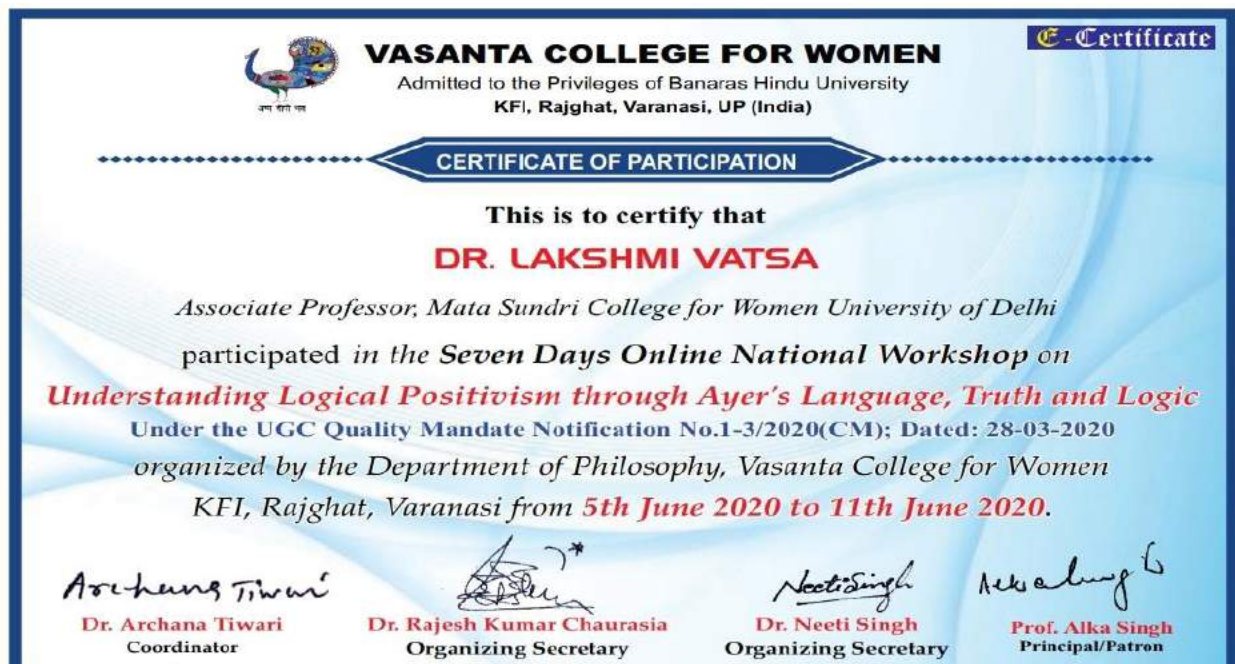 E-Certificate
VASANTA COLLEGE FOR WOMEN
Admitted to the Privileges of Banaras Hindu University
KFI, Rajghat, Varanasi, UP (India)
CERTIFICATE OF PARTICIPATION
This is to certify that
DR. LAKSHMI VATSA
Associate Professor, Mata Sundri College for Women University of Delhi
participated in the Seven Days Online National Workshop on
Understanding Logical Positivism through Ayer's Language, Truth and Logic
Under the UGC Quality Mandate Notification No.1-3/2020(CM); Dated: 28-03-2020
organized by the Department of Philosophy, Vasanta College for Women
KFI, Rajghat, Varanasi from 5th June 2020 to 11th June 2020.
Archana Tiwari
Neeti Singh
Dr. Archana Tiwari
Coordinator
Dr. Rajesh Kumar Chaurasia
Organizing Secretary
Dr. Neeti Singh
Organizing Secretary
Prof. Alka Singh
Principal/Patron